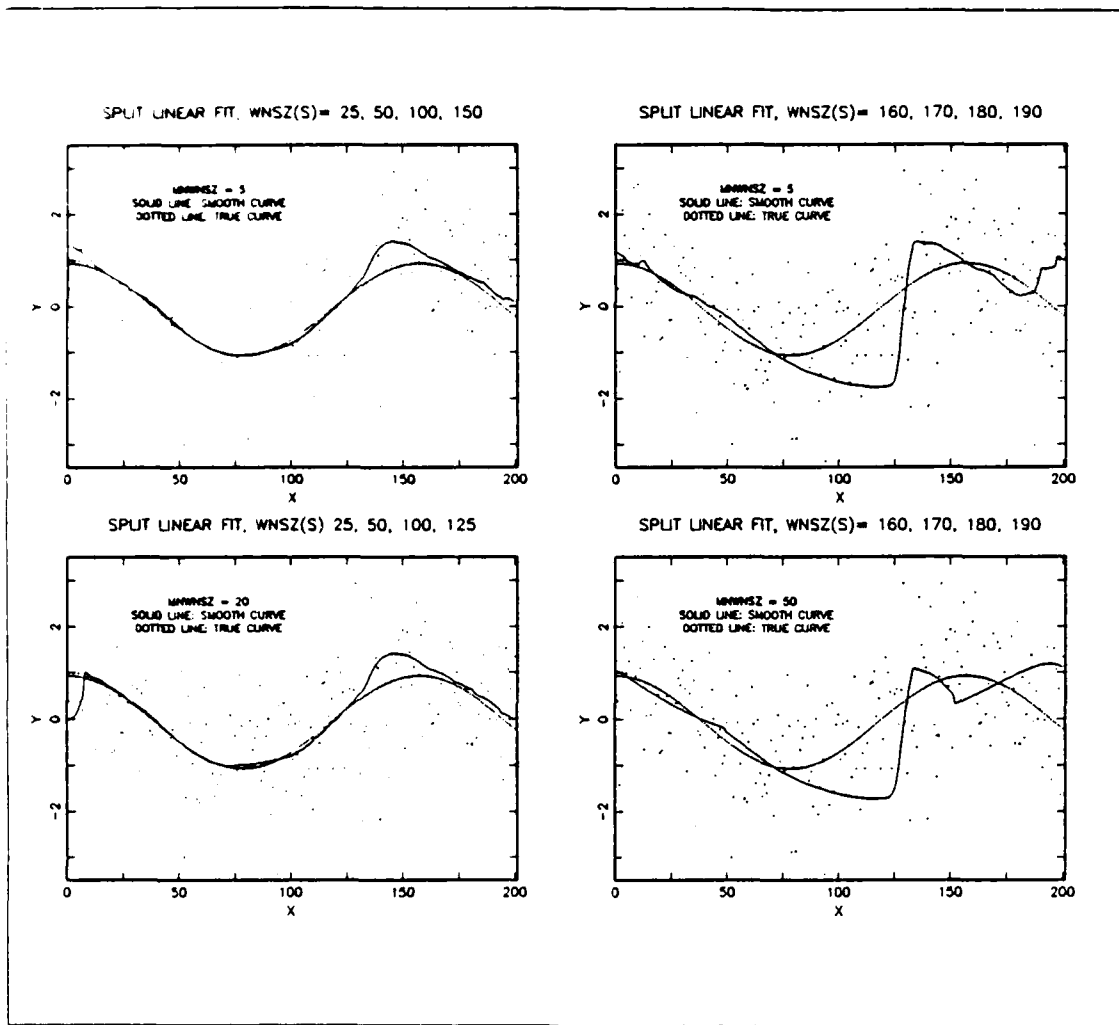 SPLIT LINEAR FIT, WNSZ(S)= 25, 50, 100, 150
MNWNSZ = 5
SOLID LINE: SMOOTH CURVE
DOTTED LINE: TRUE CURVE
2
0
-2
Y
0
50
100
150
200
X
SPLIT LINEAR FIT, WNSZ(S)= 160, 170, 180, 190
MNWNSZ = 5
SOLID LINE: SMOOTH CURVE
DOTTED LINE: TRUE CURVE
2
0
-2
Y
0
50
100
150
200
X
SPLIT LINEAR FIT, WNSZ(S) 25, 50, 100, 125
MNWNSZ = 20
SOLID LINE: SMOOTH CURVE
DOTTED LINE: TRUE CURVE
2
0
-2
Y
0
50
100
150
200
X
SPLIT LINEAR FIT, WNSZ(S)= 160, 170, 180, 190
MNWNSZ = 50
SOLID LINE: SMOOTH CURVE
DOTTED LINE: TRUE CURVE
2
0
-2
Y
0
50
100
150
200
X